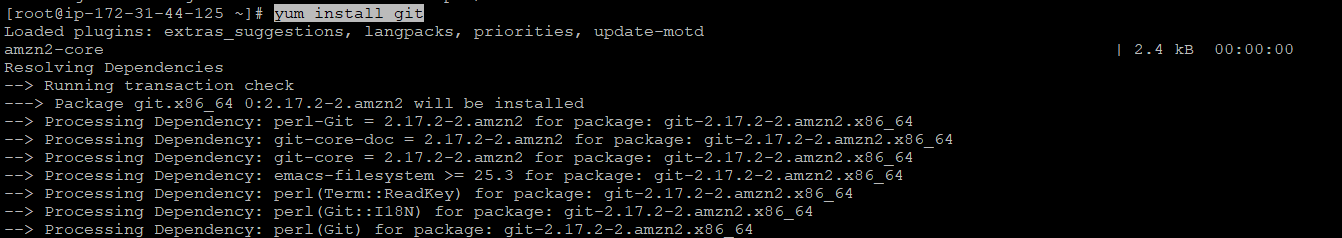 [root@ip-172-31-44-125 ~]# yum install git
Loaded plugins: extras_suggestions, langpacks, priorities, update-motd
amzn2-core | 2.4 kB 00:00:00
Resolving Dependencies
--> Running transaction check
---> Package git.x86_64 0:2.17.2-2.amzn2 will be installed
--> Processing Dependency: perl-Git = 2.17.2-2.amzn2 for package: git-2.17.2-2.amzn2.x86_64
--> Processing Dependency: git-core-doc = 2.17.2-2.amzn2 for package: git-2.17.2-2.amzn2.x86_64
--> Processing Dependency: git-core = 2.17.2-2.amzn2 for package: git-2.17.2-2.amzn2.x86_64
--> Processing Dependency: emacs-filesystem >= 25.3 for package: git-2.17.2-2.amzn2.x86_64
--> Processing Dependency: perl(Term::ReadKey) for package: git-2.17.2-2.amzn2.x86_64
--> Processing Dependency: perl(Git::I18N) for package: git-2.17.2-2.amzn2.x86_64
--> Processing Dependency: perl(Git) for package: git-2.17.2-2.amzn2.x86_64